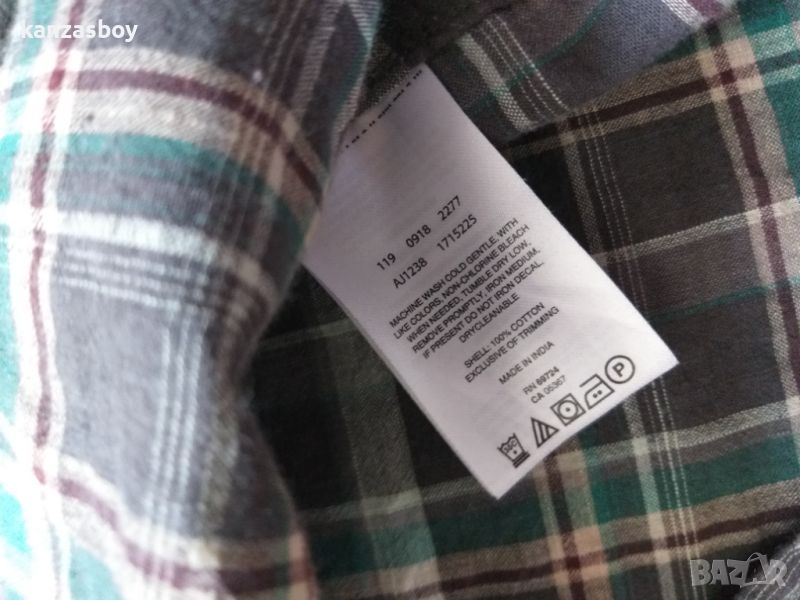 kanzasboy
119 0918 2277
AJ1238 1715225
MACHINE WASH COLD GENTLE, WITH
LIKE COLORS, NON-CHLORINE BLEACH
WHEN NEEDED, TUMBLE DRY LOW,
REMOVE PROMPTLY, IRON MEDIUM.
IF PRESENT DO NOT IRON DECAL.
DRYCLEANABLE
SHELL: 100% COTTON
EXCLUSIVE OF TRIMMING
MADE IN INDIA
RN 69724
CA 05367
P
BAZAR